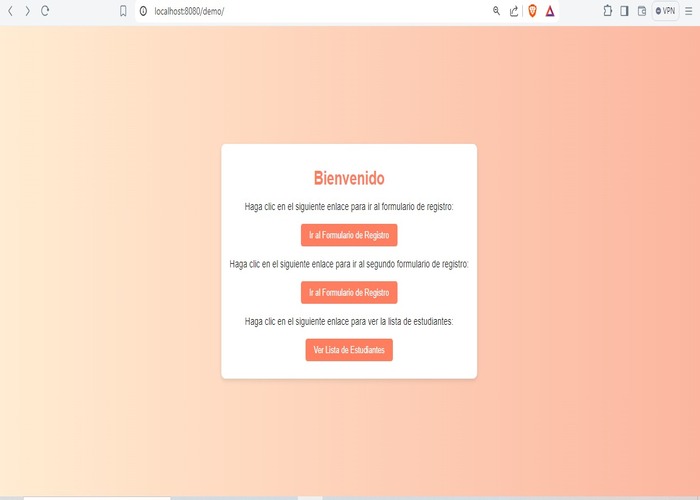 localhost:8080/demo/
VPN
Bienvenido
Haga clic en el siguiente enlace para ir al formulario de registro:
Ir al Formulario de Registro
Haga clic en el siguiente enlace para ir al segundo formulario de registro:
Ir al Formulario de Registro
Haga clic en el siguiente enlace para ver la lista de estudiantes:
Ver Lista de Estudiantes